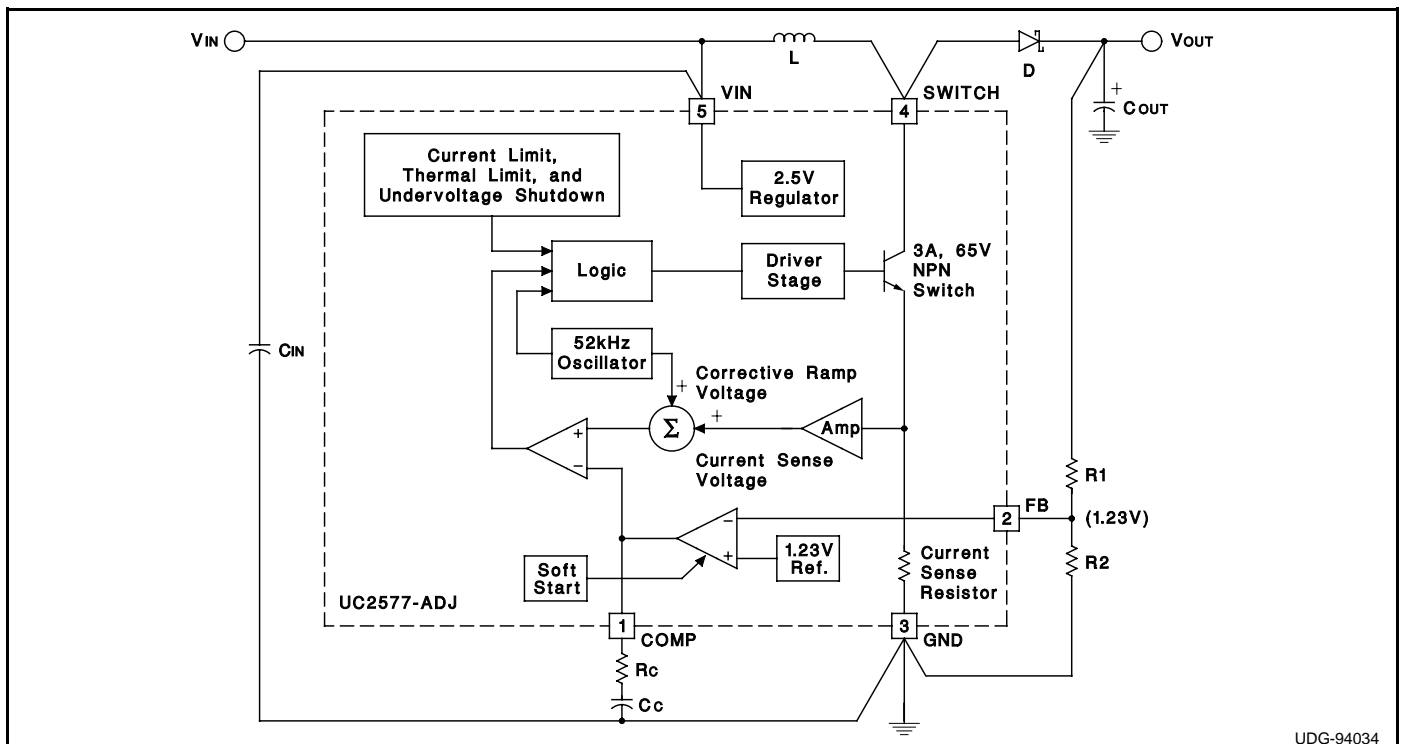 VIN
L
D
VOUT
COUT
VIN
5
SWITCH
4
Current Limit,
Thermal Limit, and
Undervoltage Shutdown
2.5V
Regulator
Logic
Driver
Stage
3A, 65V
NPN
Switch
CIN
52kHz
Oscillator
+
Corrective Ramp
Voltage
+
Σ
Amp
+
−
Current Sense
Voltage
R1
FB
2
(1.23V)
−
+
1.23V
Ref.
Current
Sense
Resistor
R2
Soft
Start
UC2577-ADJ
1
COMP
3
GND
Rc
Cc
+
UDG-94034